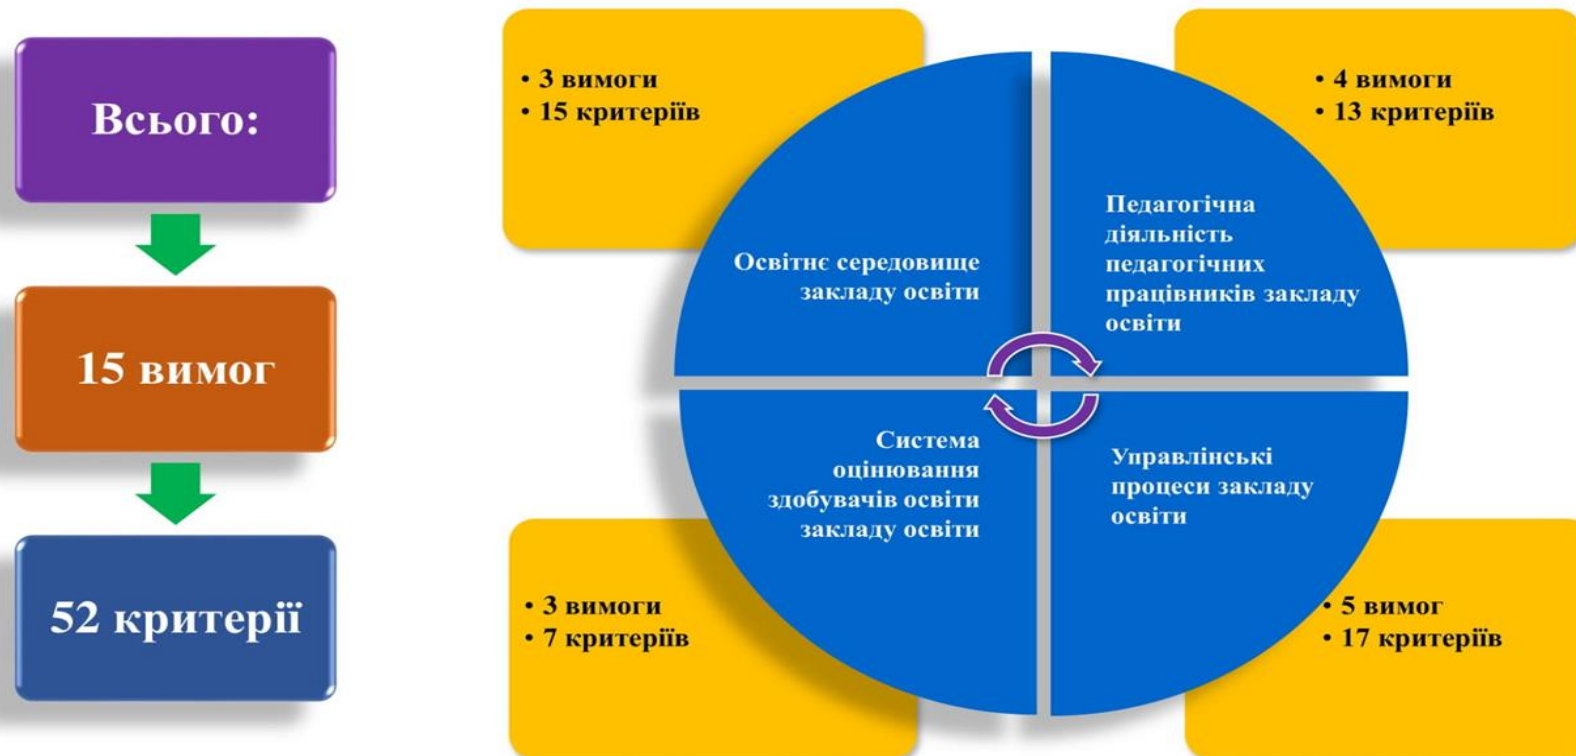 Всього:
15 вимог
52 критерії
• 3 вимоги
• 15 критеріїв
Освітнє середовище
закладу освіти
• 4 вимоги
• 13 критеріїв
Педагогічна
діяльність
педагогічних
працівників закладу
освіти
Система
оцінювання
здобувачів освіти
закладу освіти
• 3 вимоги
• 7 критеріїв
Управлінські
процеси закладу
освіти
• 5 вимог
• 17 критеріїв